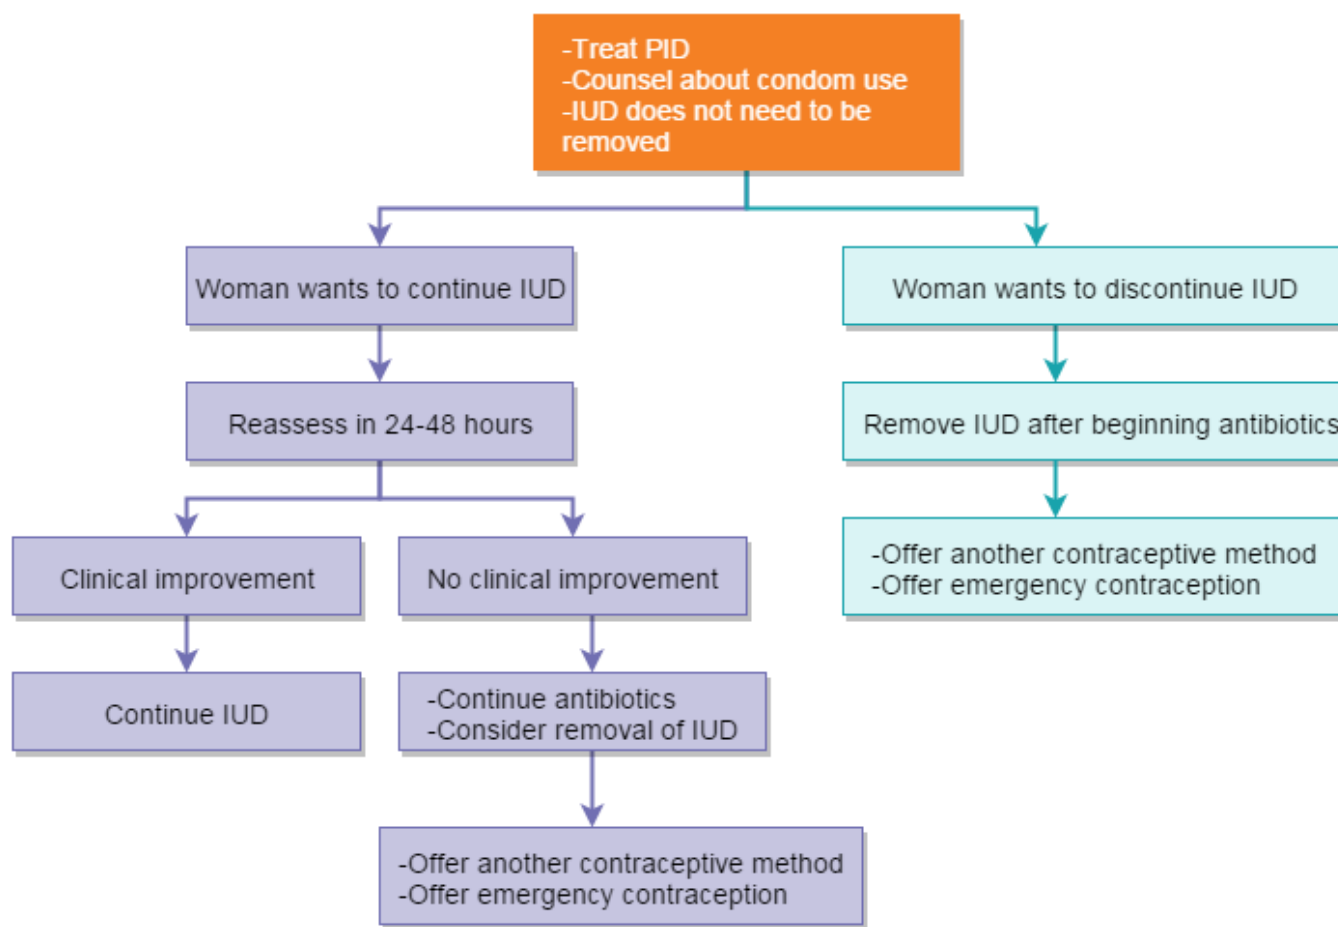 -Treat PID
-Counsel about condom use
-IUD does not need to be
removed
Woman wants to continue IUD
Woman wants to discontinue IUD
Reassess in 24-48 hours
Remove IUD after beginning antibiotics
Clinical improvement
No clinical improvement
-Offer another contraceptive method
-Offer emergency contraception
Continue IUD
-Continue antibiotics
-Consider removal of IUD
-Offer another contraceptive method
-Offer emergency contraception